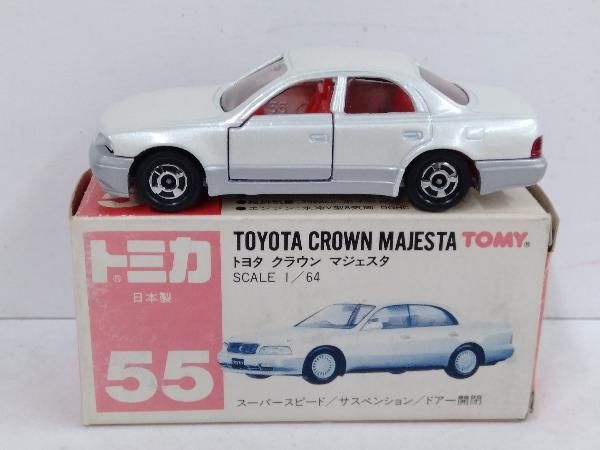 トミカ®
日本製
55
TOYOTA CROWN MAJESTA TOMY®
トヨタ クラウン マジェスタ
SCALE 1/64
スーパースピード/サスペンション/ドアー開閉